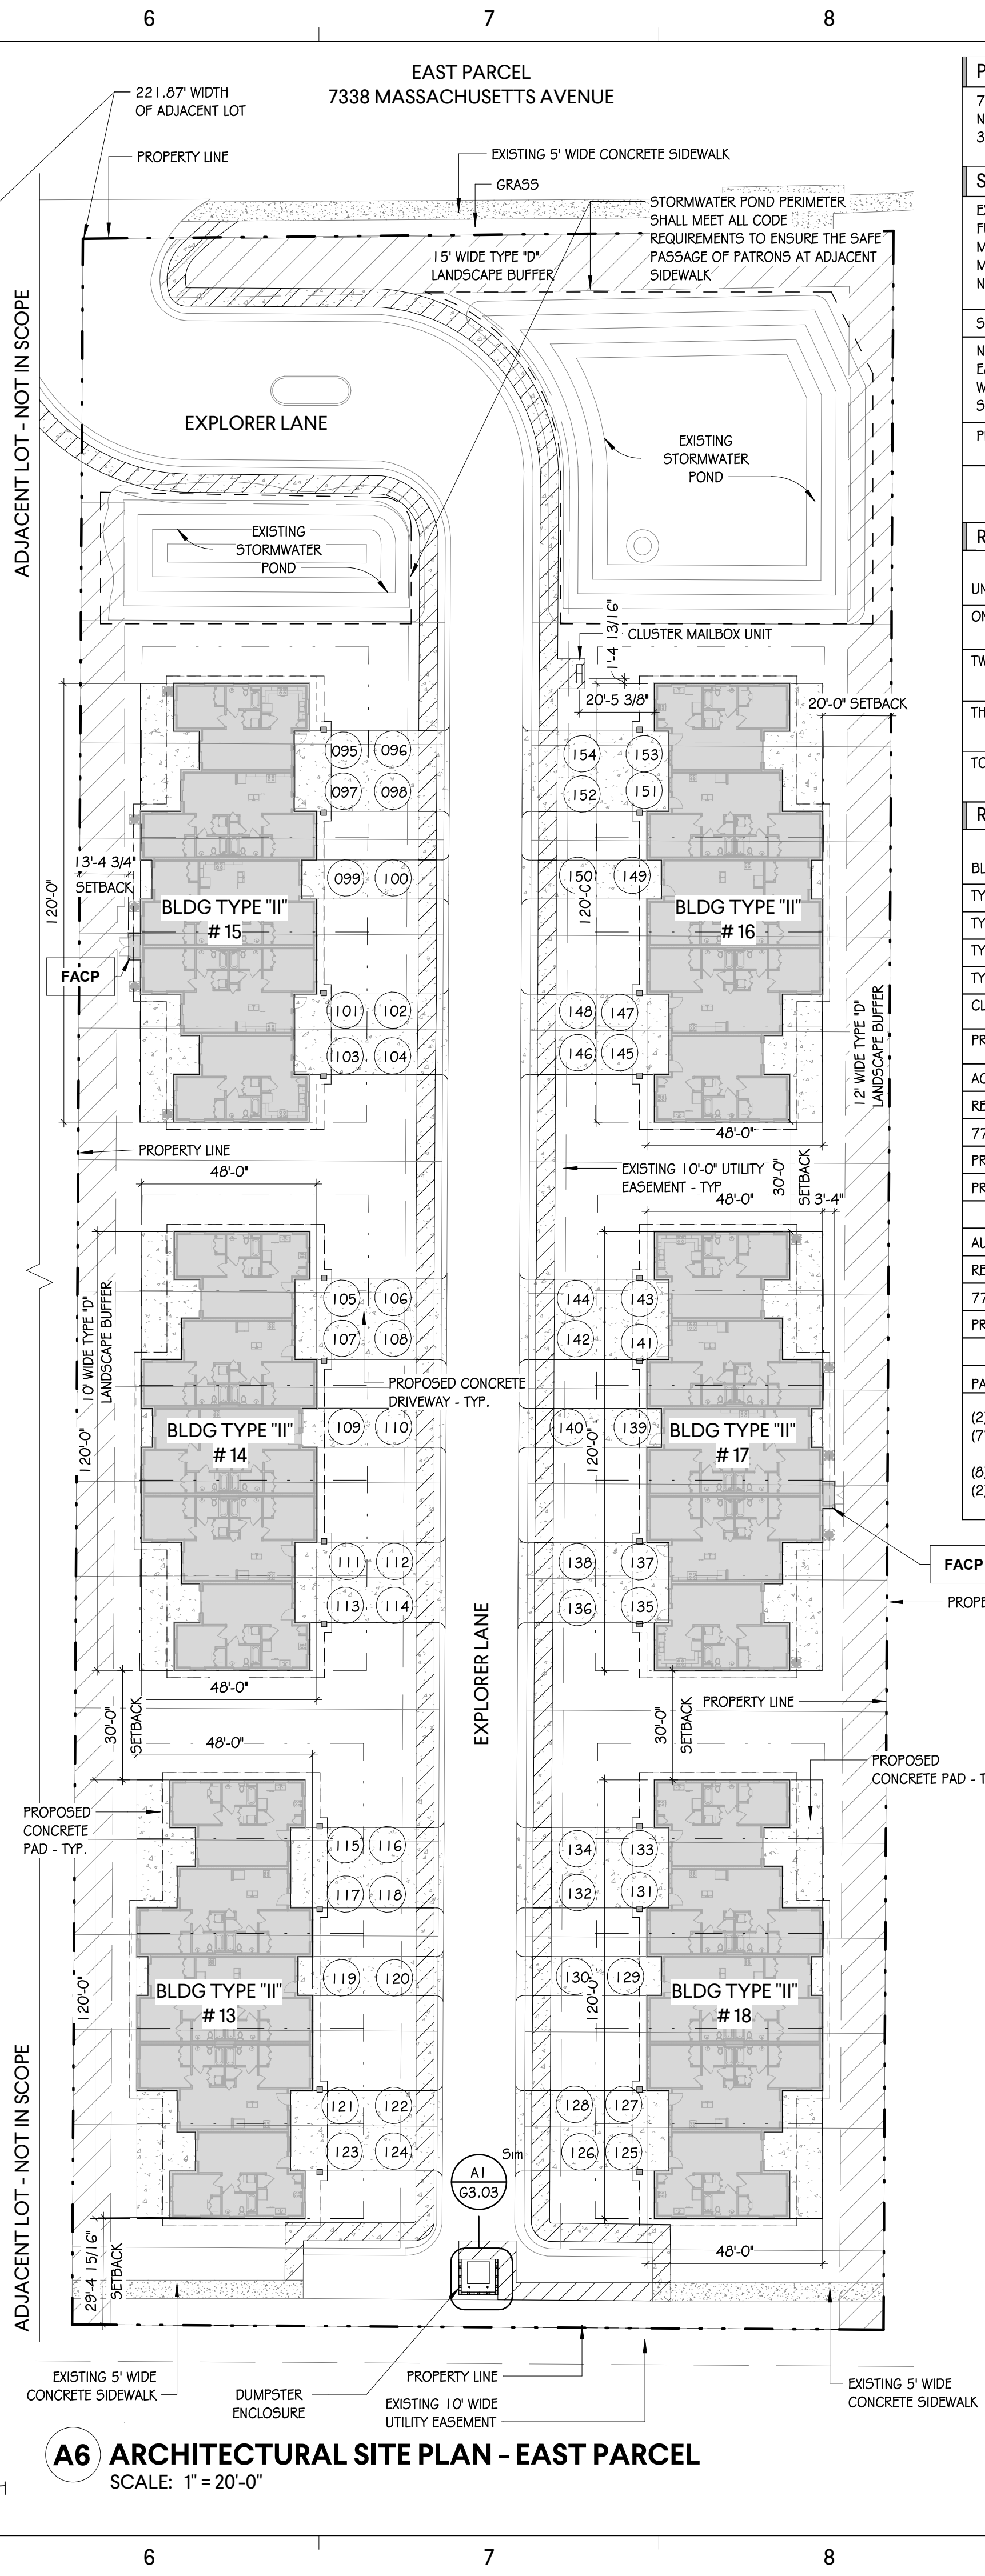 6
7
8
EAST PARCEL
7338 MASSACHUSETTS AVENUE
221.87' WIDTH
OF ADJACENT LOT
PROPERTY LINE
EXISTING 5' WIDE CONCRETE SIDEWALK
GRASS
STORMWATER POND PERIMETER
SHALL MEET ALL CODE
REQUIREMENTS TO ENSURE THE SAFE
PASSAGE OF PATRONS AT ADJACENT
SIDEWALK
15' WIDE TYPE "D"
LANDSCAPE BUFFER
ADJACENT LOT - NOT IN SCOPE
EXPLORER LANE
EXISTING
STORMWATER
POND
EXISTING
STORMWATER
POND
1'-4 13/16"
CLUSTER MAILBOX UNIT
20'-5 3/8"
20'-0" SETBACK
095
096
097
098
099
100
101
102
103
104
154
153
152
151
150
149
148
147
146
145
13'-4 3/4"
SETBACK
120'-0"
BLDG TYPE "II"
# 15
FACP
120'-0"
BLDG TYPE "II"
# 16
12' WIDE TYPE "D"
LANDSCAPE BUFFER
PROPERTY LINE
48'-0"
48'-0"
EXISTING 10'-0" UTILITY
EASEMENT - TYP
30'-0"
SETBACK
48'-0"
3'-4"
10' WIDE TYPE "D"
LANDSCAPE BUFFER
105
106
107
108
PROPOSED CONCRETE
DRIVEWAY - TYP.
109
110
111
112
113
114
144
143
142
141
140
139
138
137
136
135
120'-0"
BLDG TYPE "II"
# 14
120'-0"
BLDG TYPE "II"
# 17
FACP
PROPE
EXPLORER LANE
48'-0"
30'-0"
SETBACK
48'-0"
30'-0"
SETBACK
PROPERTY LINE
PROPOSED
CONCRETE PAD - T
PROPOSED
CONCRETE
PAD - TYP.
115
116
117
118
119
120
121
122
123
124
134
133
132
131
130
129
128
127
126
125
120'-0"
BLDG TYPE "II"
# 13
120'-0"
BLDG TYPE "II"
# 18
Sim
A1
G3.03
48'-0"
ADJACENT LOT - NOT IN SCOPE
29'-4 15/16"
SETBACK
EXISTING 5' WIDE
CONCRETE SIDEWALK
DUMPSTER
ENCLOSURE
PROPERTY LINE
EXISTING 10' WIDE
UTILITY EASEMENT
EXISTING 5' WIDE
CONCRETE SIDEWALK
A6 ARCHITECTURAL SITE PLAN - EAST PARCEL
SCALE: 1" = 20'-0"
6
7
8